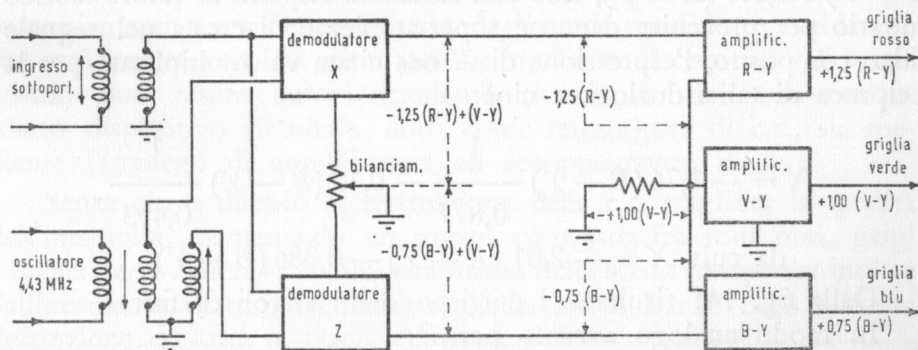 ingresso
sottoport.
oscillatore
4,43 MHz
demodulatore
X
bilanciam.
demodulatore
Z
-1,25 (R-Y)+(V-Y)
-0,75 (B-Y)+(V-Y)
-1,25 (R-Y)
+1,00 (V-Y)
-0,75 (B-Y)
amplific.
R-Y
amplific.
V-Y
amplific.
B-Y
griglia
rosso
+1,25 (R-Y)
griglia
verde
+1,00 (V-Y)
griglia
blu
+0,75 (B-Y)